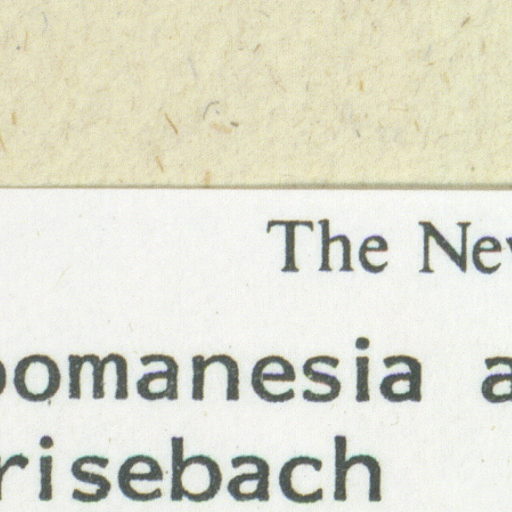 The Ne
omanesia a
risebach